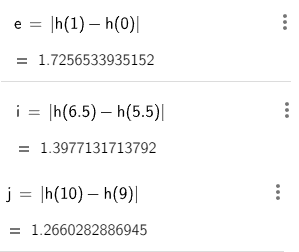 e = |h(1) − h(0)|
= 1.7256533935152
i = |h(6.5) − h(5.5)|
= 1.3977131713792
j = |h(10) − h(9)|
= 1.2660282886945